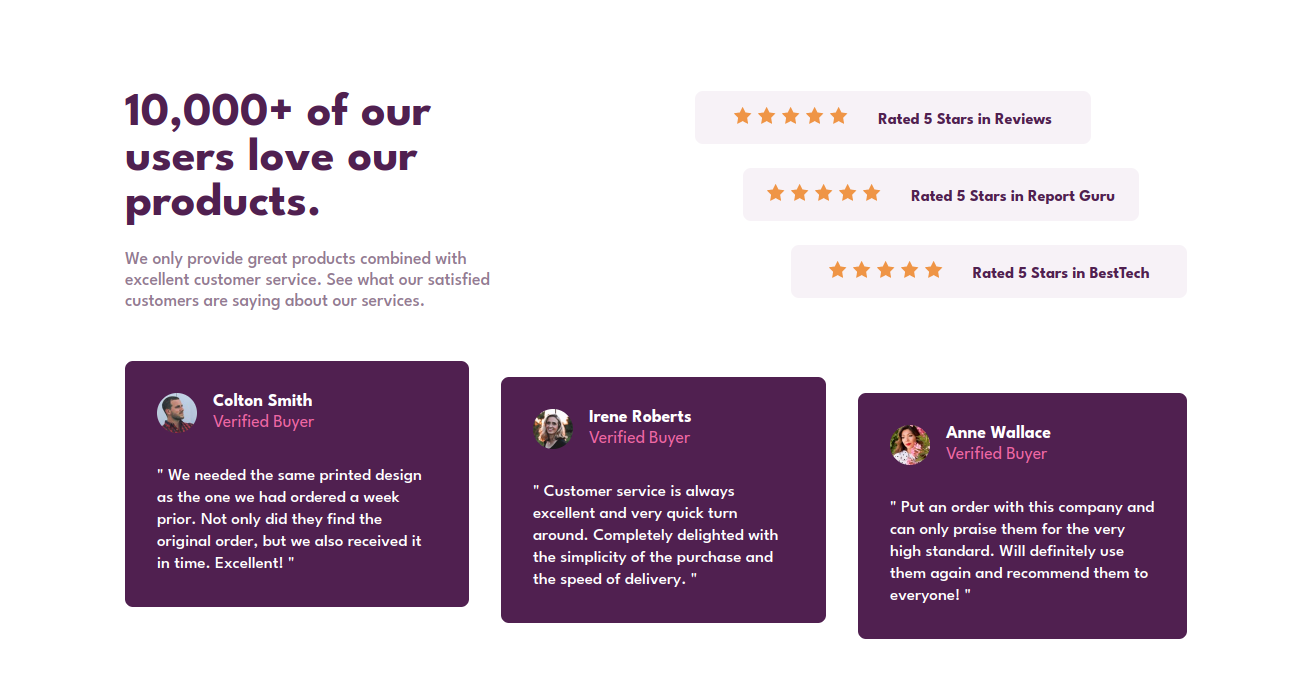 10,000+ of our
users love our
products.
We only provide great products combined with
excellent customer service. See what our satisfied
customers are saying about our services.
Rated 5 Stars in Reviews
Rated 5 Stars in Report Guru
Rated 5 Stars in BestTech
Colton Smith
Verified Buyer
" We needed the same printed design
as the one we had ordered a week
prior. Not only did they find the
original order, but we also received it
in time. Excellent! "
Irene Roberts
Verified Buyer
" Customer service is always
excellent and very quick turn
around. Completely delighted with
the simplicity of the purchase and
the speed of delivery. "
Anne Wallace
Verified Buyer
" Put an order with this company and
can only praise them for the very
high standard. Will definitely use
them again and recommend them to
everyone! "